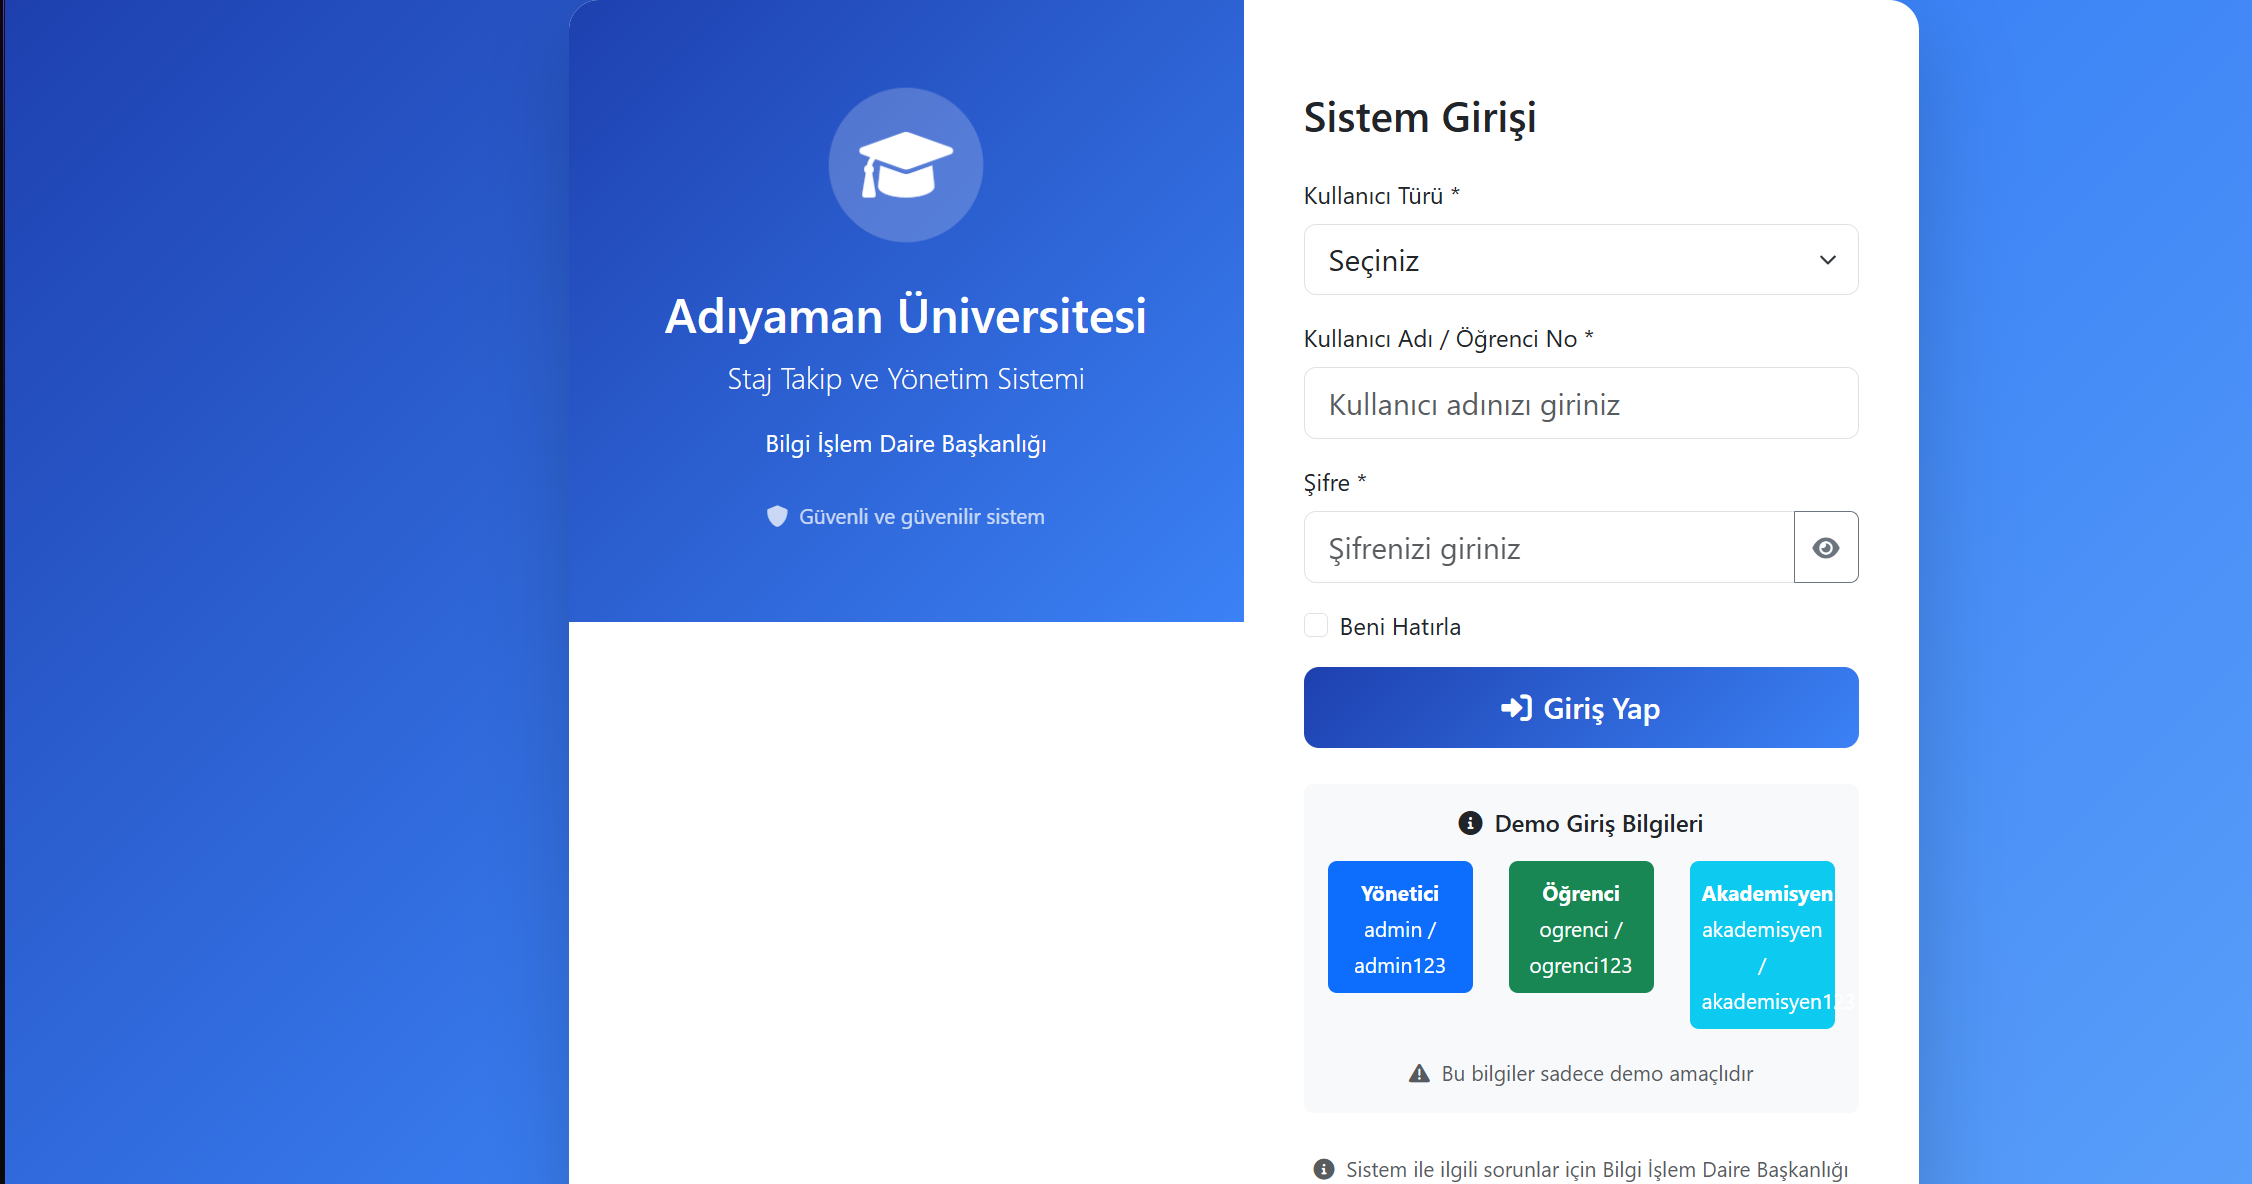 Adıyaman Üniversitesi
Staj Takip ve Yönetim Sistemi
Bilgi İşlem Daire Başkanlığı
Güvenli ve güvenilir sistem
Sistem Girişi
Kullanıcı Türü *
Seçiniz
Kullanıcı Adı / Öğrenci No *
Kullanıcı adınızı giriniz
Şifre *
Şifrenizi giriniz
Beni Hatırla
Giriş Yap
Demo Giriş Bilgileri
Yönetici
admin /
admin123
Öğrenci
ogrenci /
ogrenci123
Akademisyen
akademisyen
/
akademisyen123
Bu bilgiler sadece demo amaçlıdır
Sistem ile ilgili sorunlar için Bilgi İşlem Daire Başkanlığı